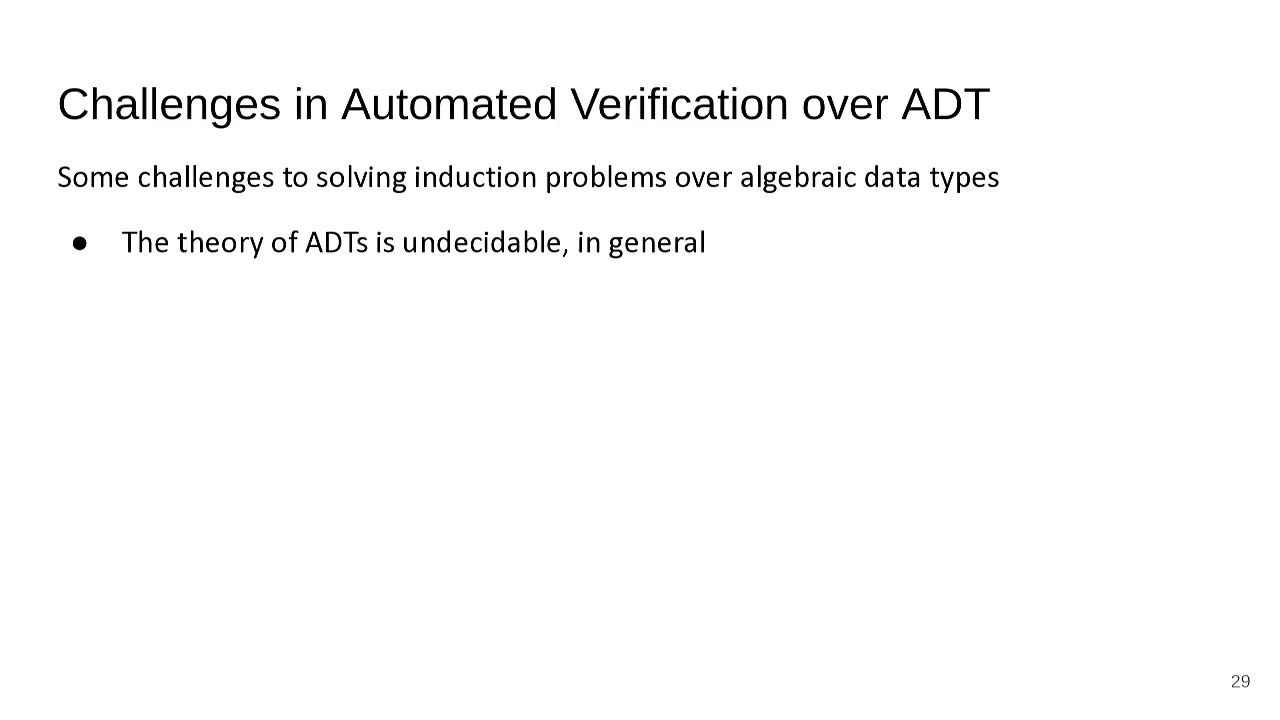 Challenges in Automated Verification over ADT
Some challenges to solving induction problems over algebraic data types
● The theory of ADTs is undecidable, in general
29